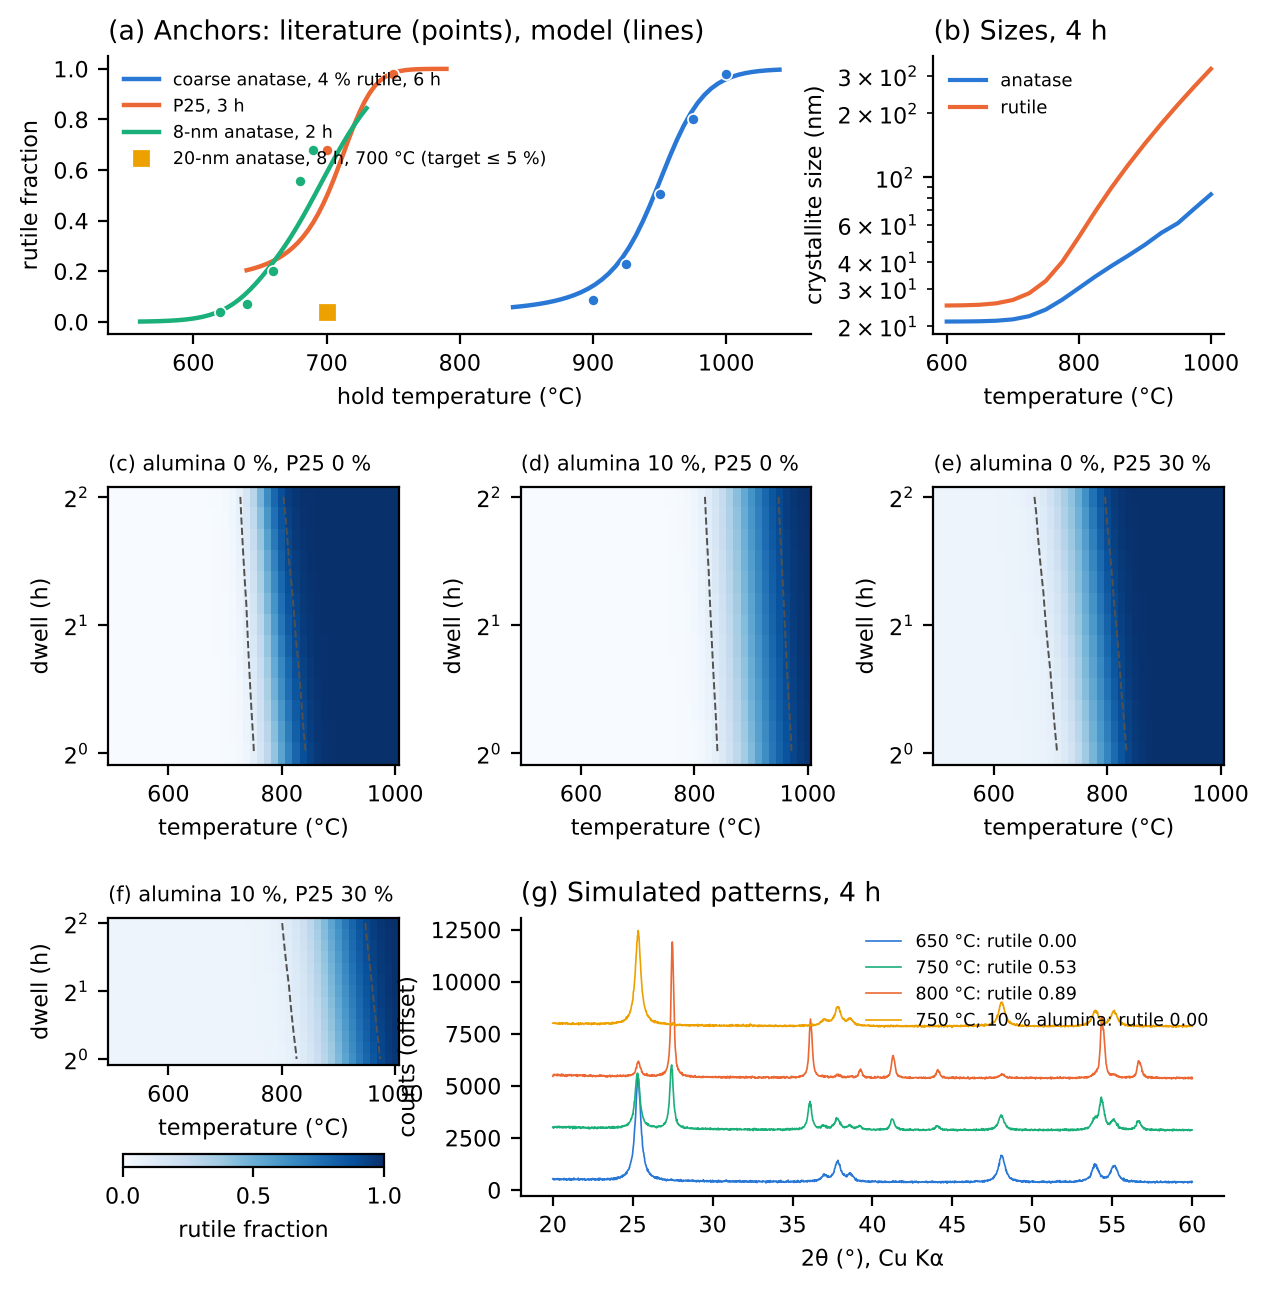 (a) Anchors: literature (points), model (lines)
1.0
0.8
0.6
0.4
0.2
0.0
rutile fraction
coarse anatase, 4 % rutile, 6 h
P25, 3 h
8-nm anatase, 2 h
20-nm anatase, 8 h, 700 °C (target ≤ 5 %)
600
700
800
900
1000
hold temperature (°C)
(b) Sizes, 4 h
3 × 10²
2 × 10²
10²
6 × 10¹
4 × 10¹
3 × 10¹
2 × 10¹
crystallite size (nm)
anatase
rutile
600
800
1000
temperature (°C)
(c) alumina 0 %, P25 0 %
2²
2¹
2⁰
dwell (h)
600
800
1000
temperature (°C)
(d) alumina 10 %, P25 0 %
2²
2¹
2⁰
dwell (h)
600
800
1000
temperature (°C)
(e) alumina 0 %, P25 30 %
2²
2¹
2⁰
dwell (h)
600
800
1000
temperature (°C)
(f) alumina 10 %, P25 30 %
2²
2¹
2⁰
dwell (h)
600
800
1000
temperature (°C)
0.0
0.5
1.0
rutile fraction
(g) Simulated patterns, 4 h
12500
10000
7500
5000
2500
0
counts (offset)
650 °C: rutile 0.00
750 °C: rutile 0.53
800 °C: rutile 0.89
750 °C, 10 % alumina: rutile 0.00
20
25
30
35
40
45
50
55
60
2θ (°), Cu Kα